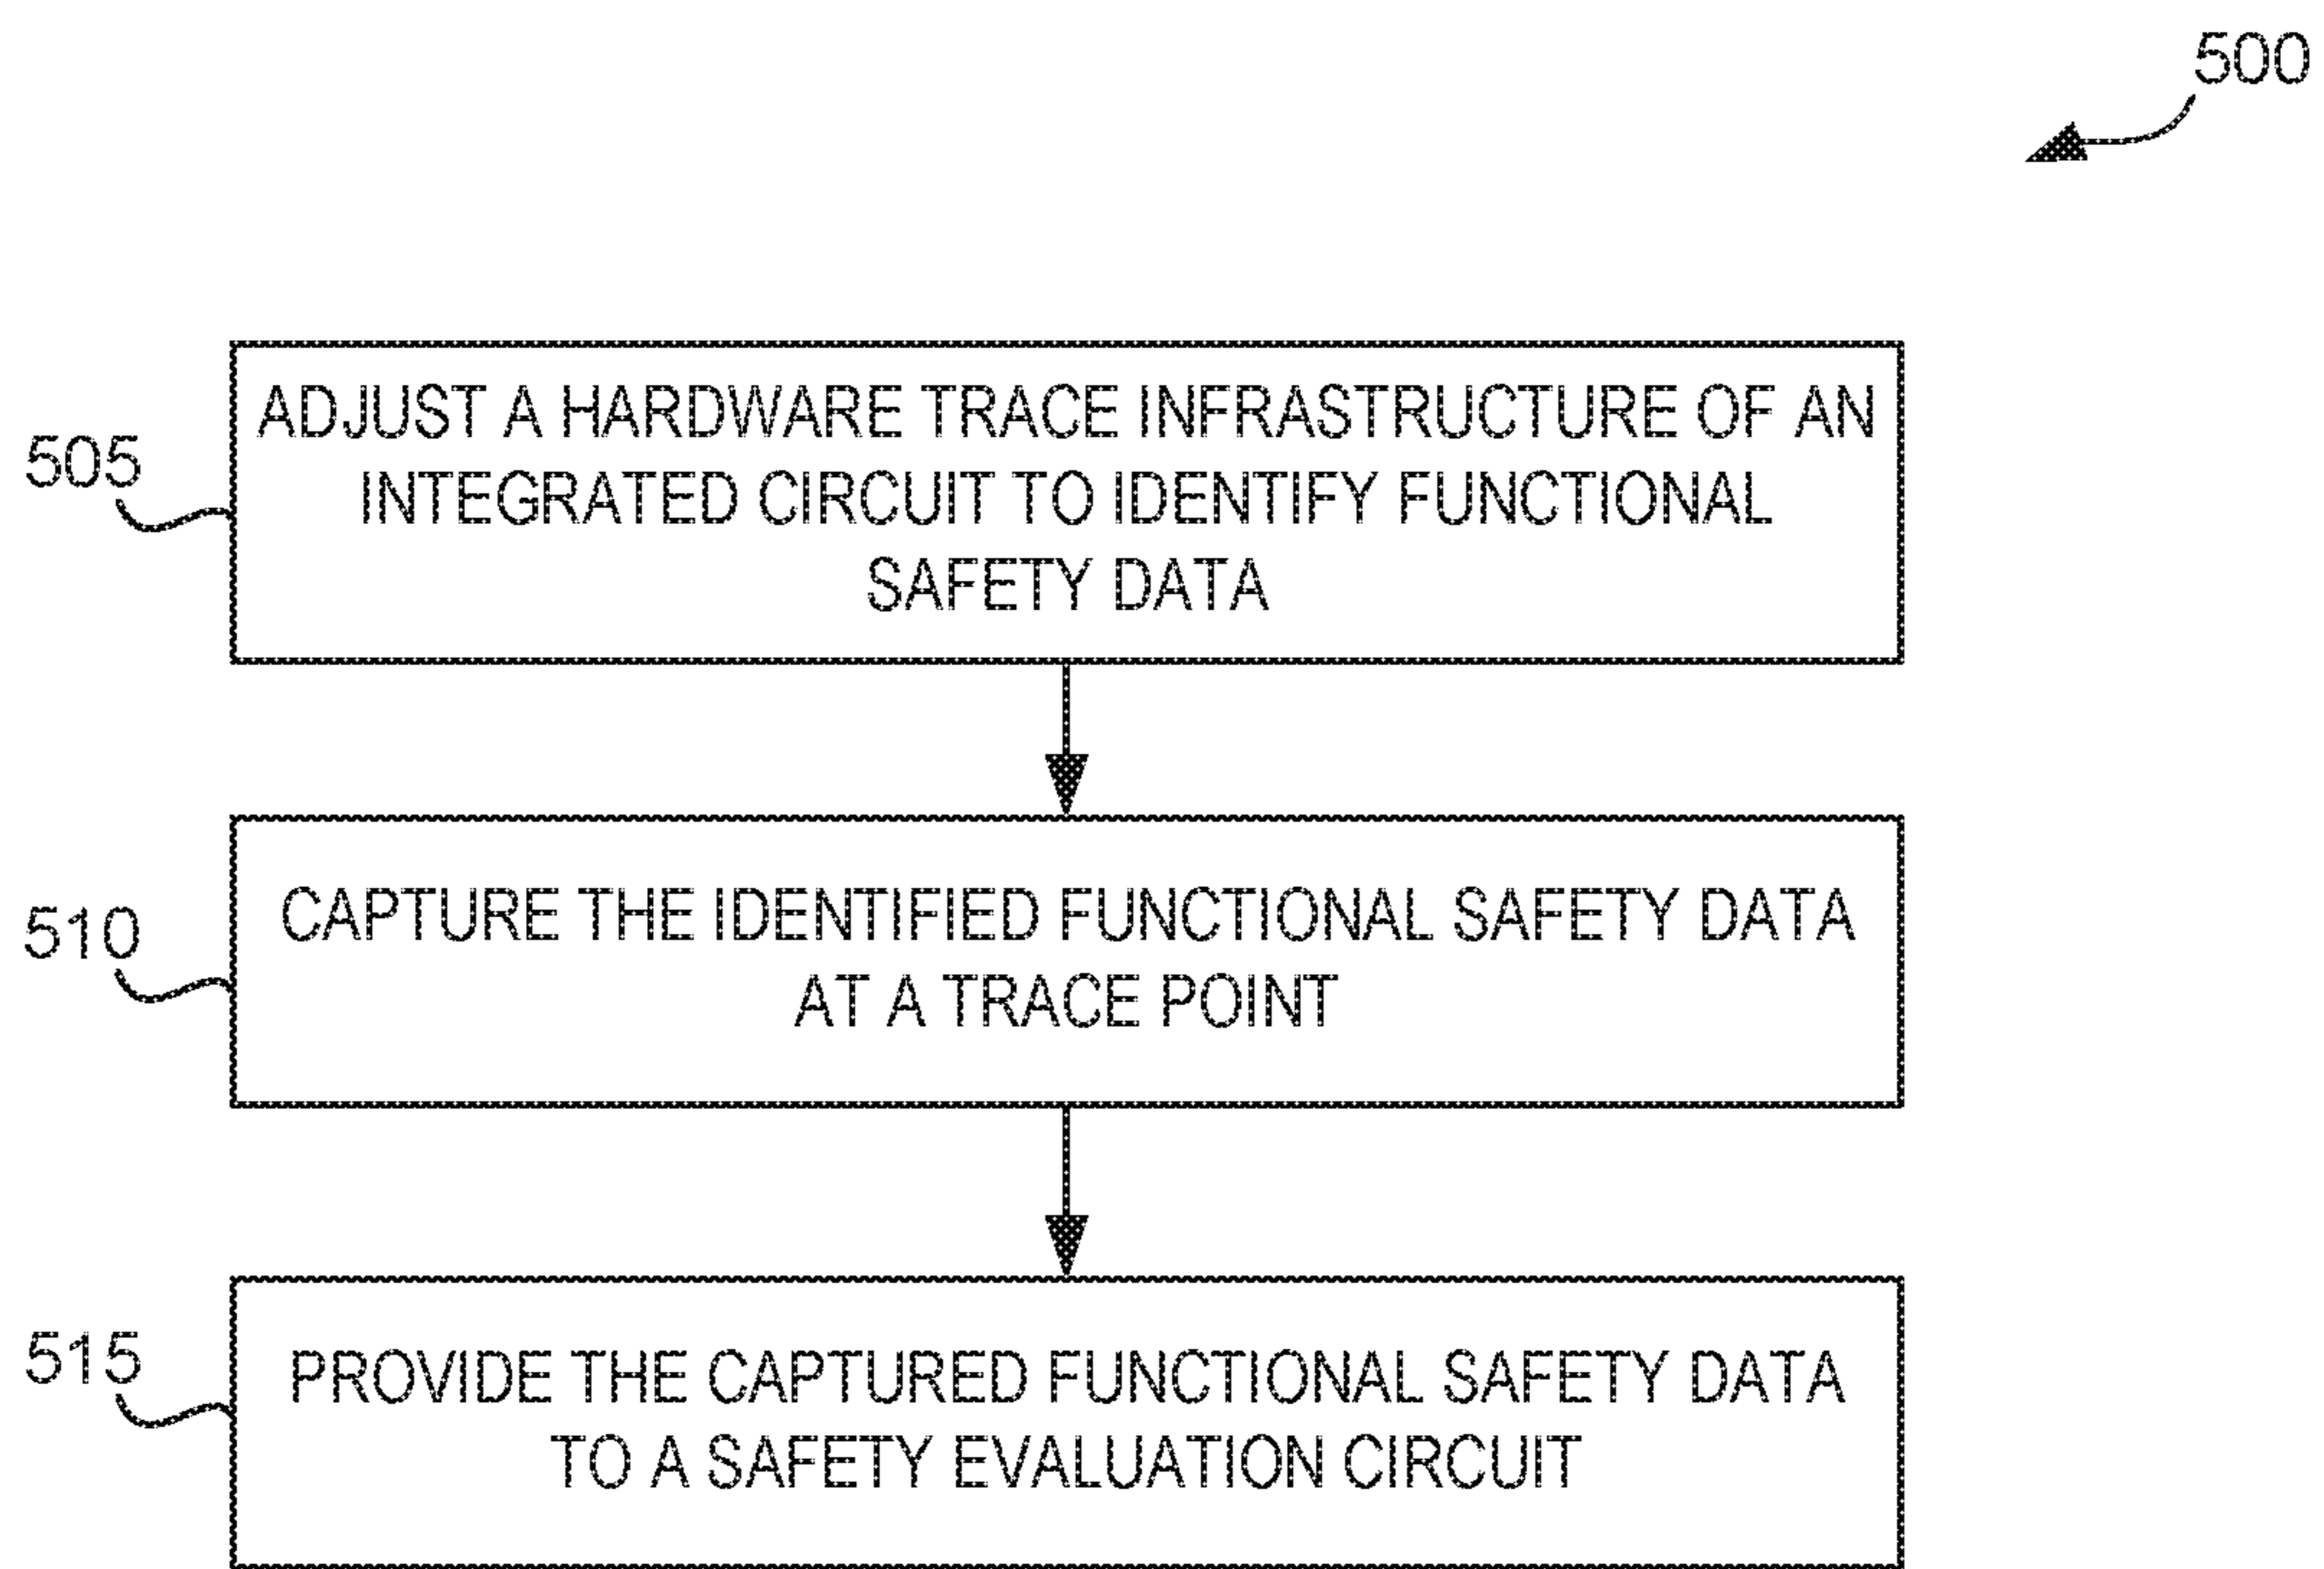 500
505
ADJUST A HARDWARE TRACE INFRASTRUCTURE OF AN
INTEGRATED CIRCUIT TO IDENTIFY FUNCTIONAL
SAFETY DATA
510
CAPTURE THE IDENTIFIED FUNCTIONAL SAFETY DATA
AT A TRACE POINT
515
PROVIDE THE CAPTURED FUNCTIONAL SAFETY DATA
TO A SAFETY EVALUATION CIRCUIT